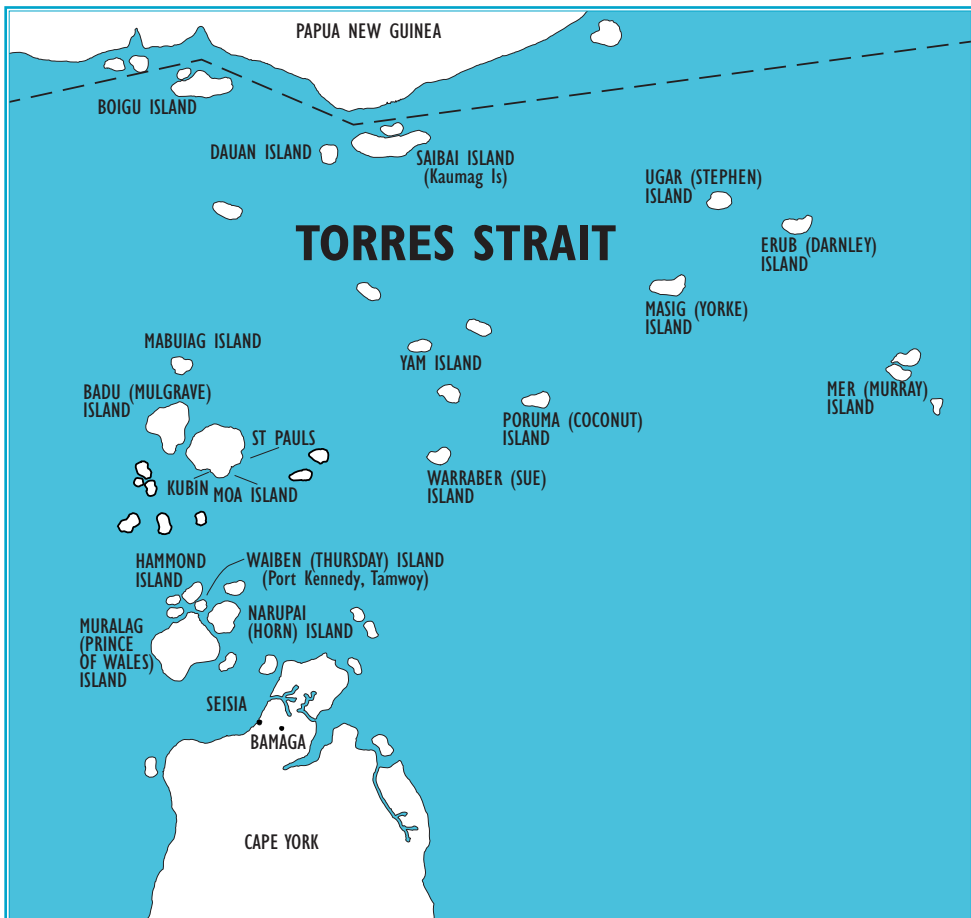 PAPUA NEW GUINEA
BOIGU ISLAND
DAUAN ISLAND
SAIBAI ISLAND
(Kaumag Is)
UGAR (STEPHEN)
ISLAND
TORRES STRAIT
ERUB (DARNLEY)
ISLAND
MASIG (YORKE)
ISLAND
MABUIAG ISLAND
YAM ISLAND
BADU (MULGRAVE)
ISLAND
MER (MURRAY)
ISLAND
PORUMA (COCONUT)
ISLAND
ST PAULS
WARRABER (SUE)
ISLAND
KUBIN
MOA ISLAND
HAMMOND
ISLAND
WAIBEN (THURSDAY) ISLAND
(Port Kennedy, Tamwoy)
NARUPAI
(HORN) ISLAND
MURALAG
(PRINCE
OF WALES)
ISLAND
SEISIA
BAMAGA
CAPE YORK